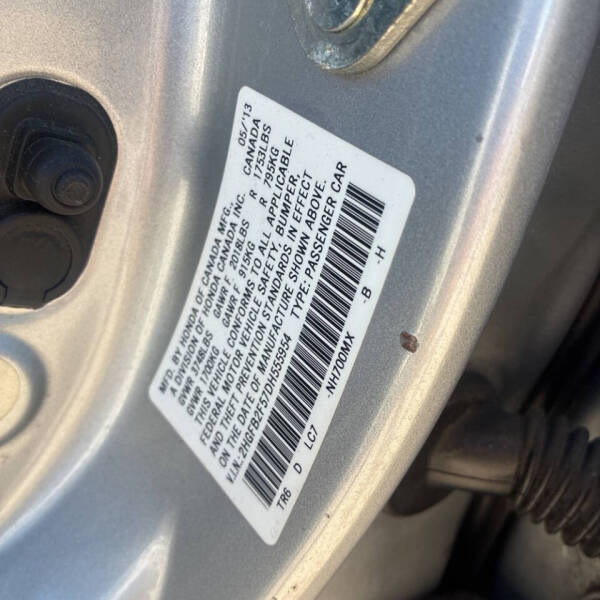 MFD. BY HONDA OF CANADA MFG., CANADA 05/'13
A DIVISION OF HONDA CANADA INC.
GVWR 3748LBS GAWR F 2018LBS R 1753LBS
GVWR 1700KG GAWR F 915KG R 795KG
THIS VEHICLE CONFORMS TO ALL APPLICABLE
FEDERAL MOTOR VEHICLE SAFETY, BUMPER,
AND THEFT PREVENTION STANDARDS IN EFFECT
ON THE DATE OF MANUFACTURE SHOWN ABOVE.
V.I.N.: 2HGFB2F57DH555954 TYPE: PASSENGER CAR
TR6 D LC7 -NH700MX -B -H